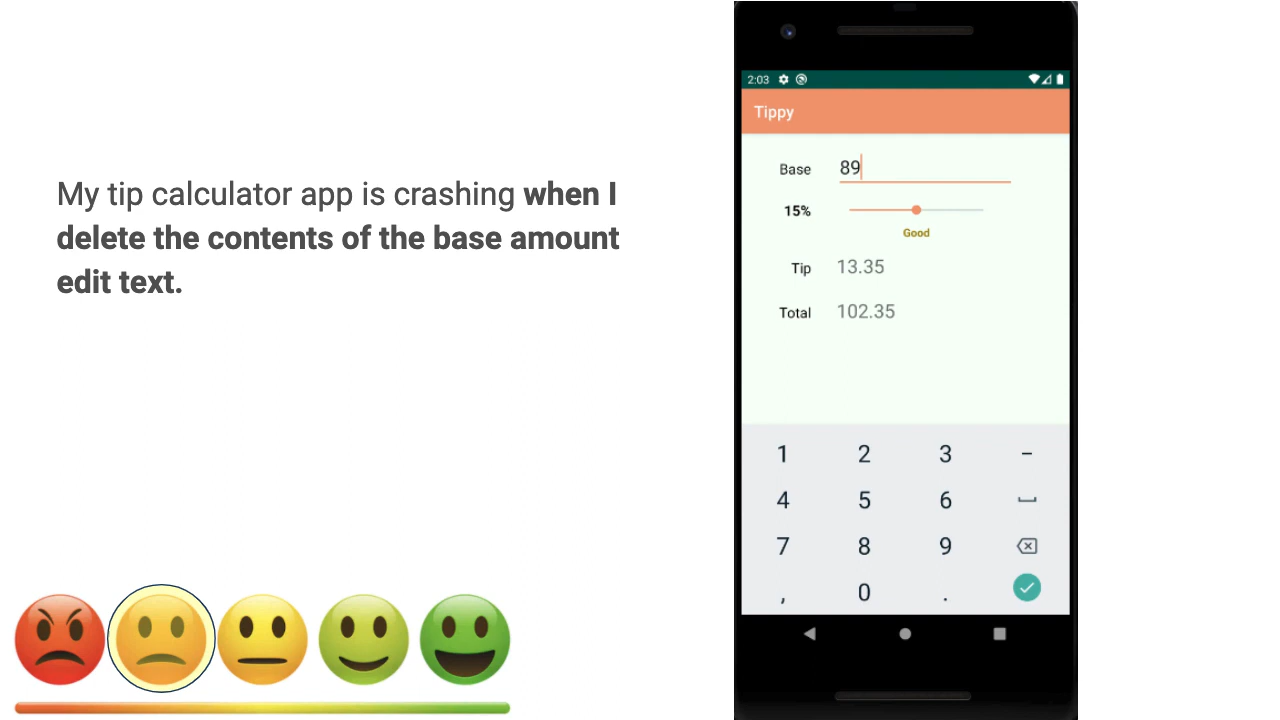 My tip calculator app is crashing when I
delete the contents of the base amount
edit text.
2:03
Tippy
Base 89
15%
Good
Tip 13.35
Total 102.35
1 2 3 –
4 5 6
7 8 9
, 0 .